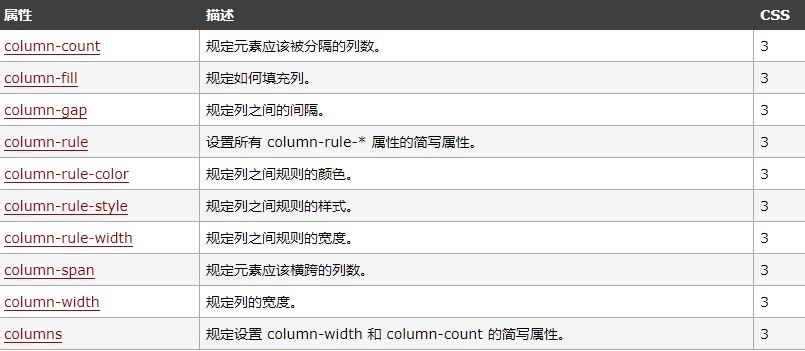 属性 描述 CSS
column-count 规定元素应该被分隔的列数。 3
column-fill 规定如何填充列。 3
column-gap 规定列之间的间隔。 3
column-rule 设置所有 column-rule-* 属性的简写属性。 3
column-rule-color 规定列之间规则的颜色。 3
column-rule-style 规定列之间规则的样式。 3
column-rule-width 规定列之间规则的宽度。 3
column-span 规定元素应该横跨的列数。 3
column-width 规定列的宽度。 3
columns 规定设置 column-width 和 column-count 的简写属性。 3